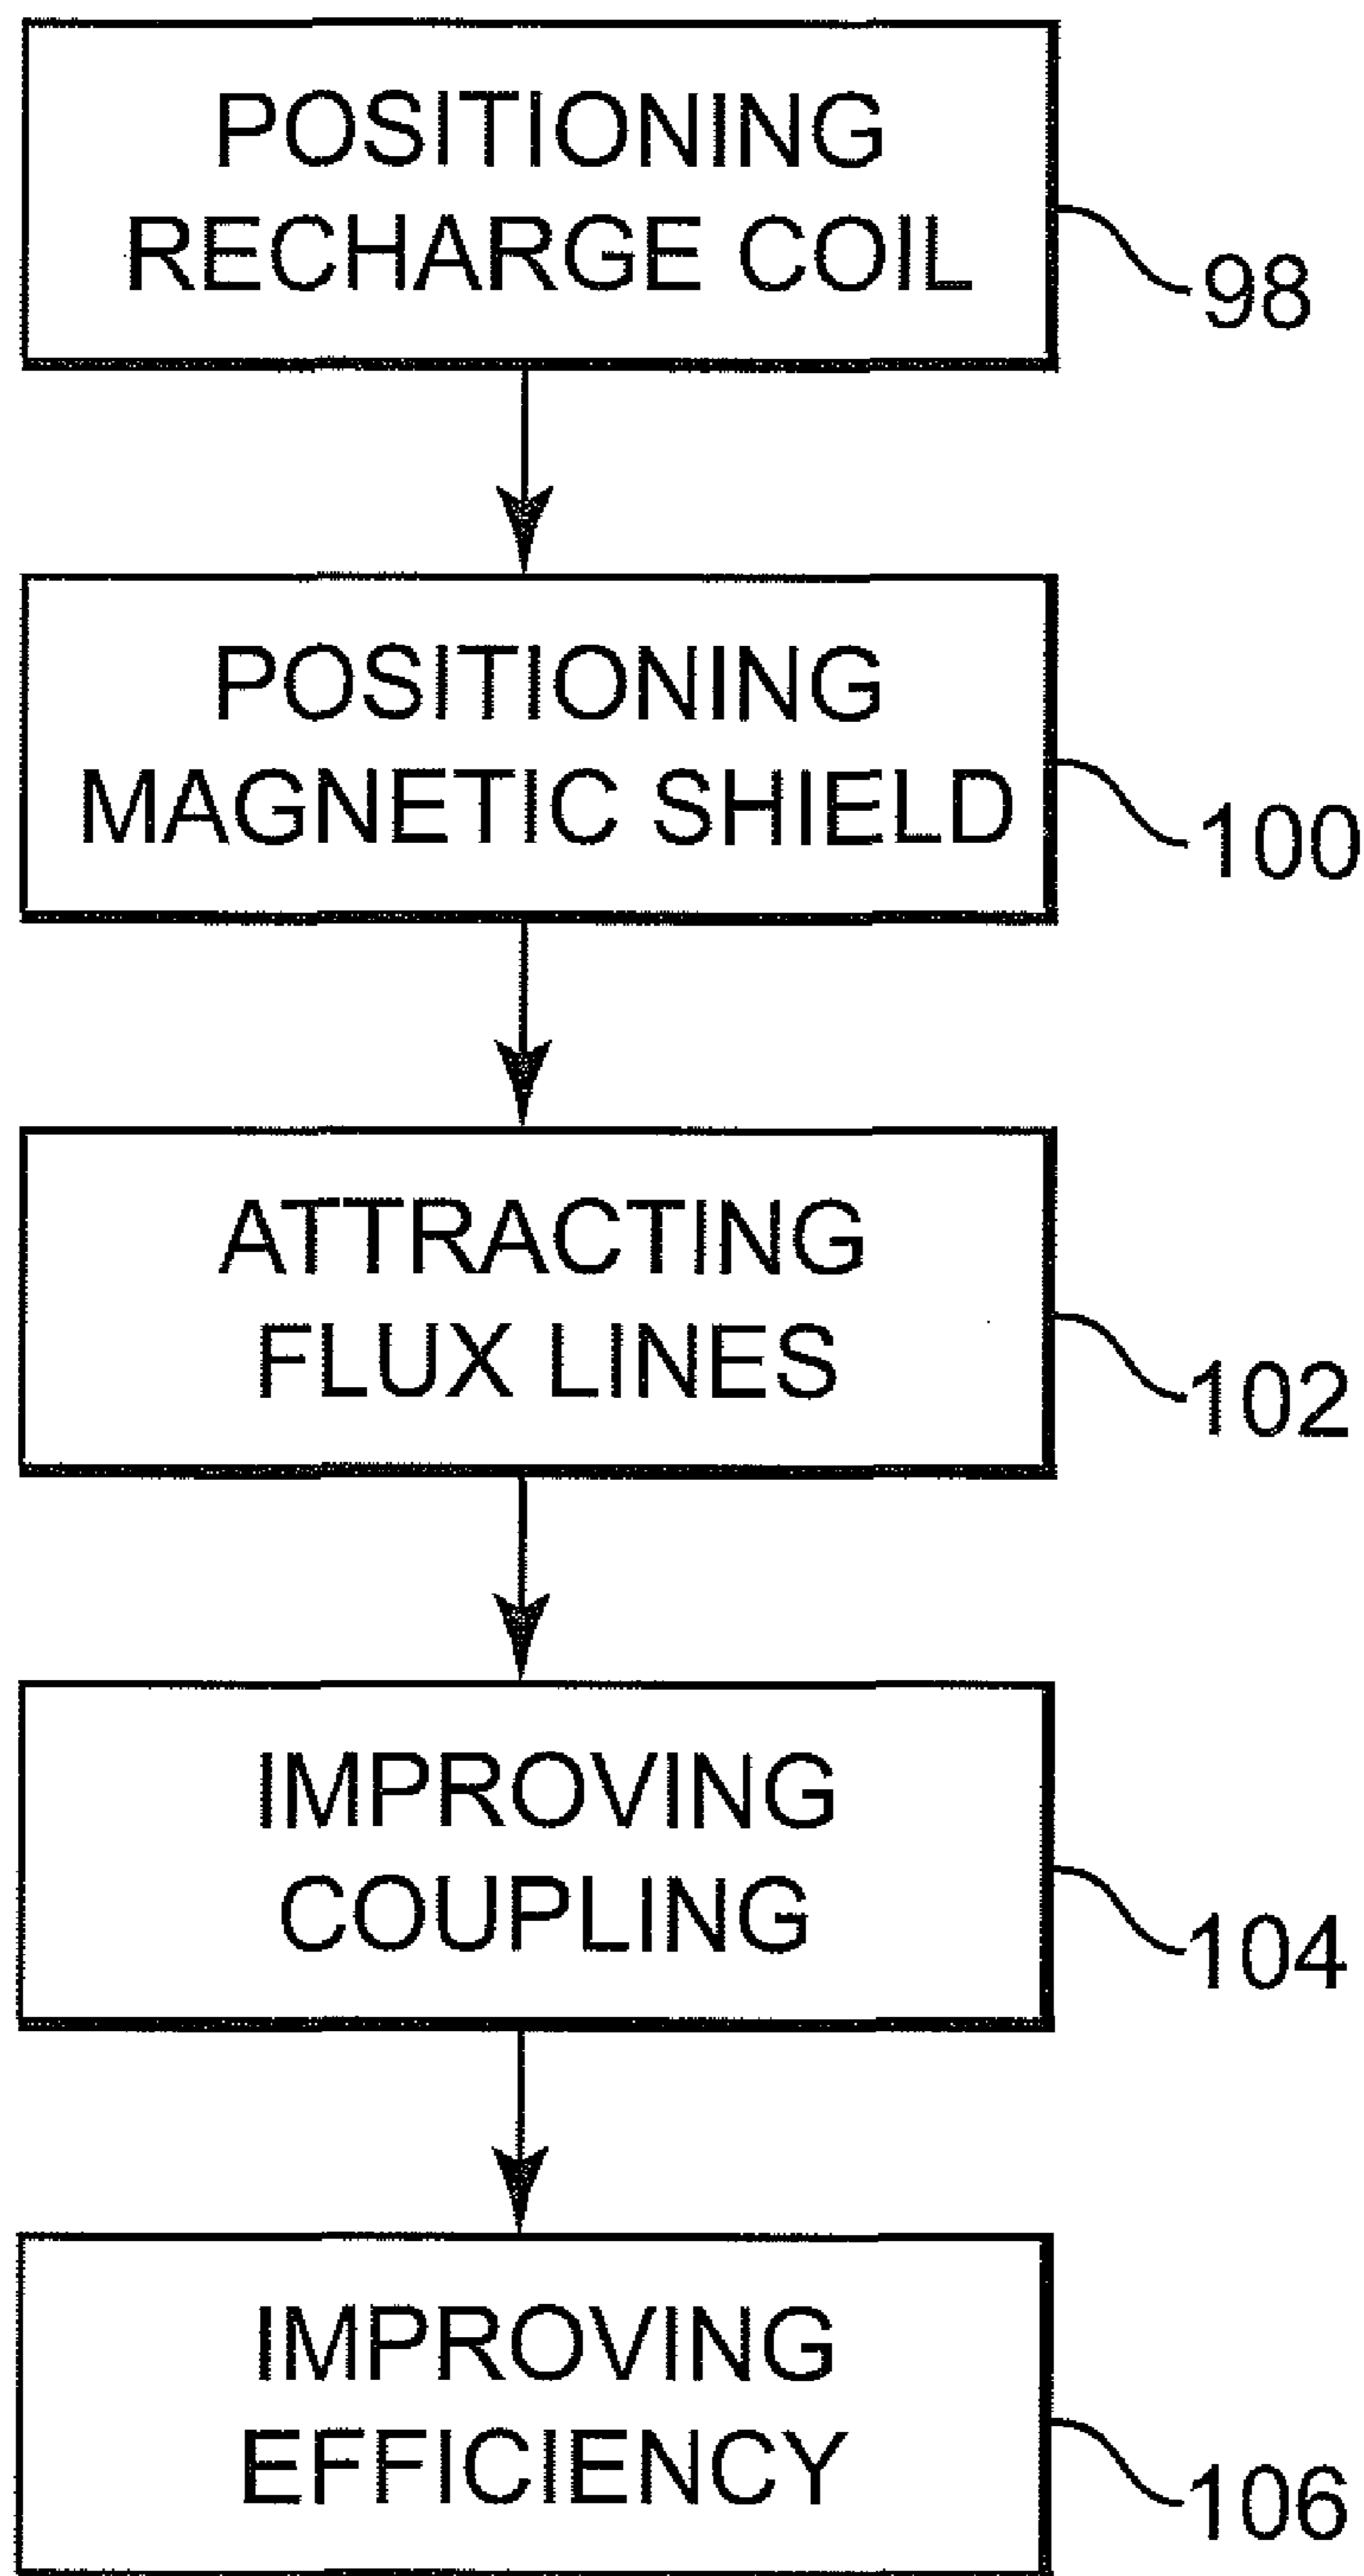 POSITIONING
RECHARGE COIL
98
POSITIONING
MAGNETIC SHIELD
100
ATTRACTING
FLUX LINES
102
IMPROVING
COUPLING
104
IMPROVING
EFFICIENCY
106